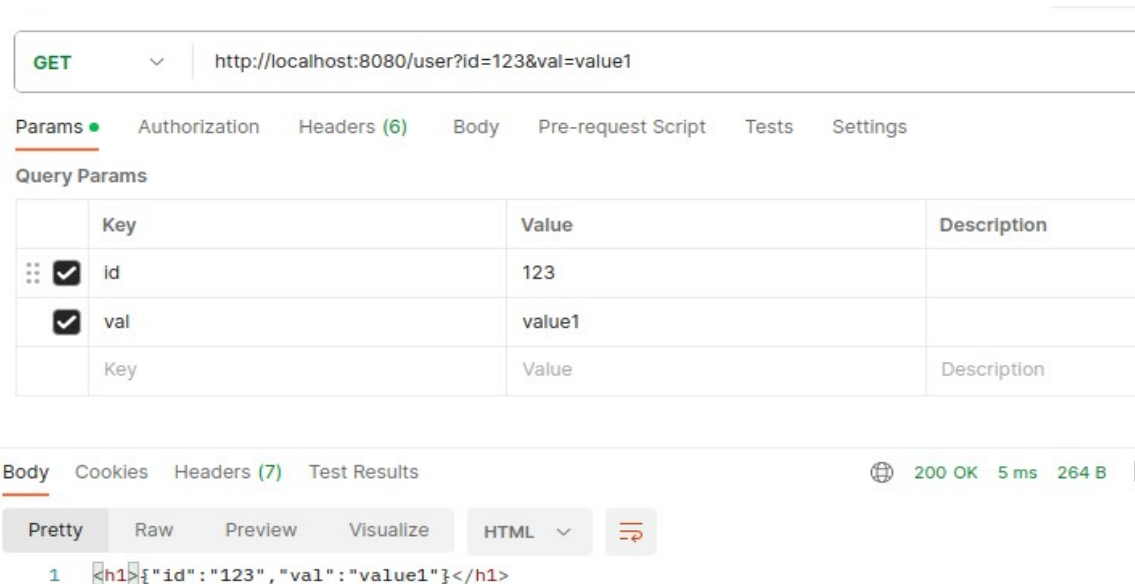 GET http://localhost:8080/user?id=123&val=value1
Params Authorization Headers (6) Body Pre-request Script Tests Settings
Query Params
Key Value Description
id 123
val value1
Key Value Description
Body Cookies Headers (7) Test Results 200 OK 5 ms 264 B
Pretty Raw Preview Visualize HTML
1 <h1>{"id":"123","val":"value1"}</h1>